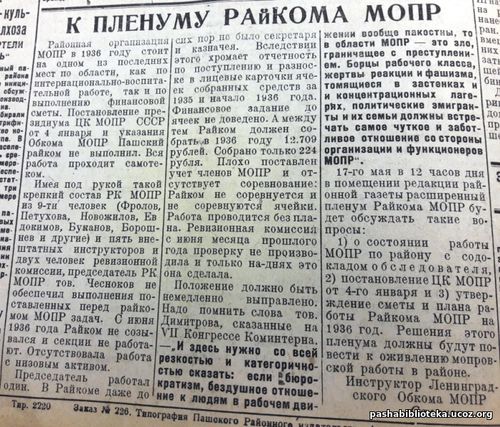 К ПЛЕНУМУ РАЙКОМА МОПР
Районная организация
МОПР в 1936 году стоит
на одном из последних
мест по области, как по
интернационально-воспита-
тельной работе, так и по
выполнению финансовой
сметы. Постановление пре-
зидиума ЦК МОПР СССР
от 4 января и указания
Обкома МОПР Пашский
райком не выполнил. Вся
работа проходит само-
теком.
Имея под рукой такой
крепкий состав РК МОПР
из 9-ти человек (Фролов,
Петухова, Новожилов, Ев
докимов, Буканов, Борош-
нев и другие) и пять вне
штатных инструкторов и
двух человек ревизионной
комиссии, председатель РК
МОПР тов. Чесноков не
обеспечил выполнения по-
ставленных перед райко-
мом МОПР задач. С июня
1936 года Райком не созы-
вался и секции не рабо-
тают. Отсутствовала работа
с низовым активом.
Председатель работал
один. В Райкоме даже до
сих пор не было секретаря
и казначея. Вследствии
этого хромает отчетность
по поступлению и разнос-
ке в лицевые карточки ячеек
собранных средств за
1935 и начало 1936 года.
Финансовое задание до
ячеек не доведено. А между
тем Райком должен со-
брать в 1936 году 12.709
рублей. Собрано только 224
рубля. Плохо поставлен
учет членов МОПР и от-
сутствует соревнование:
Райком не соревнуется и
не соревнуются ячейки.
Работа проводится без пла-
на. Ревизионная комиссия
с июня месяца прошлого
года проверку не произво-
дила и только на-днях это
она сделала.
Положение должно быть
немедленно выправлено.
Надо помнить слова тов.
Димитрова, сказанные на
VII Конгрессе Коминтерна.
—И здесь нужно со всей
резкостью и категорично-
стью сказать: если бюро-
кратизм, бездушное отноше-
ние к людям в рабочем дви-
жении вообще пакостны, то
в области МОПР — это зло,
граничащее с преступлени-
ем. Борцы рабочего класса,
жертвы реакции и фашизма,
томящиеся в застенках и
в концентрационных лаге-
рях, политические эмигран-
ты и их семьи должны встре-
чать самое чуткое и забот-
ливое отношение со стороны
организации и функционеров
МОПР".
17-го мая в 12 часов дня
в помещении редакции рай-
онной газеты расширенный
пленум Райкома МОПР бу-
дет обсуждать такие во-
просы:
1) о состоянии работы
МОПР по району с со-
докладом обследователя,
2) постановление ЦК МОПР
от 4-го января и 3) утвер-
ждение сметы и плана ра-
боты Райкома МОПР на
1936 год. Решения этого
пленума должны будут по-
вести к оживлению мопров-
ской работы в районе.
Инструктор Ленинград-
ского Обкома МОПР
Тир. 2220 Заказ № 226. Типография Пашского Районного
pashabiblioteka.ucoz.org